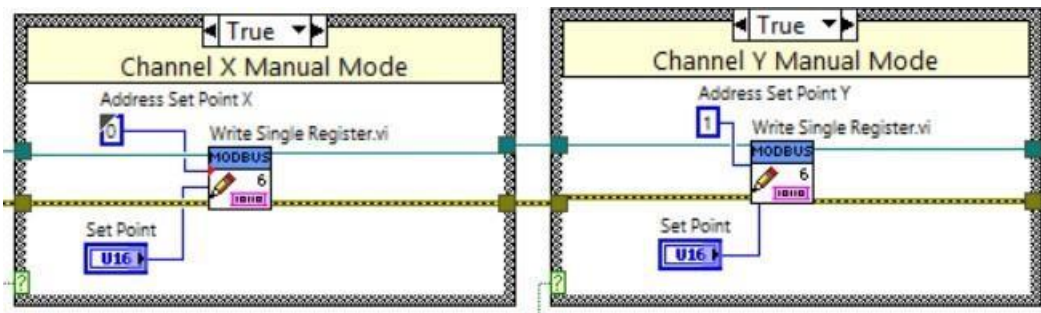 True
Channel X Manual Mode
Address Set Point X
0
Write Single Register.vi
MODBUS
6
Set Point
U16
?
True
Channel Y Manual Mode
Address Set Point Y
1
Write Single Register.vi
MODBUS
6
Set Point
U16
?